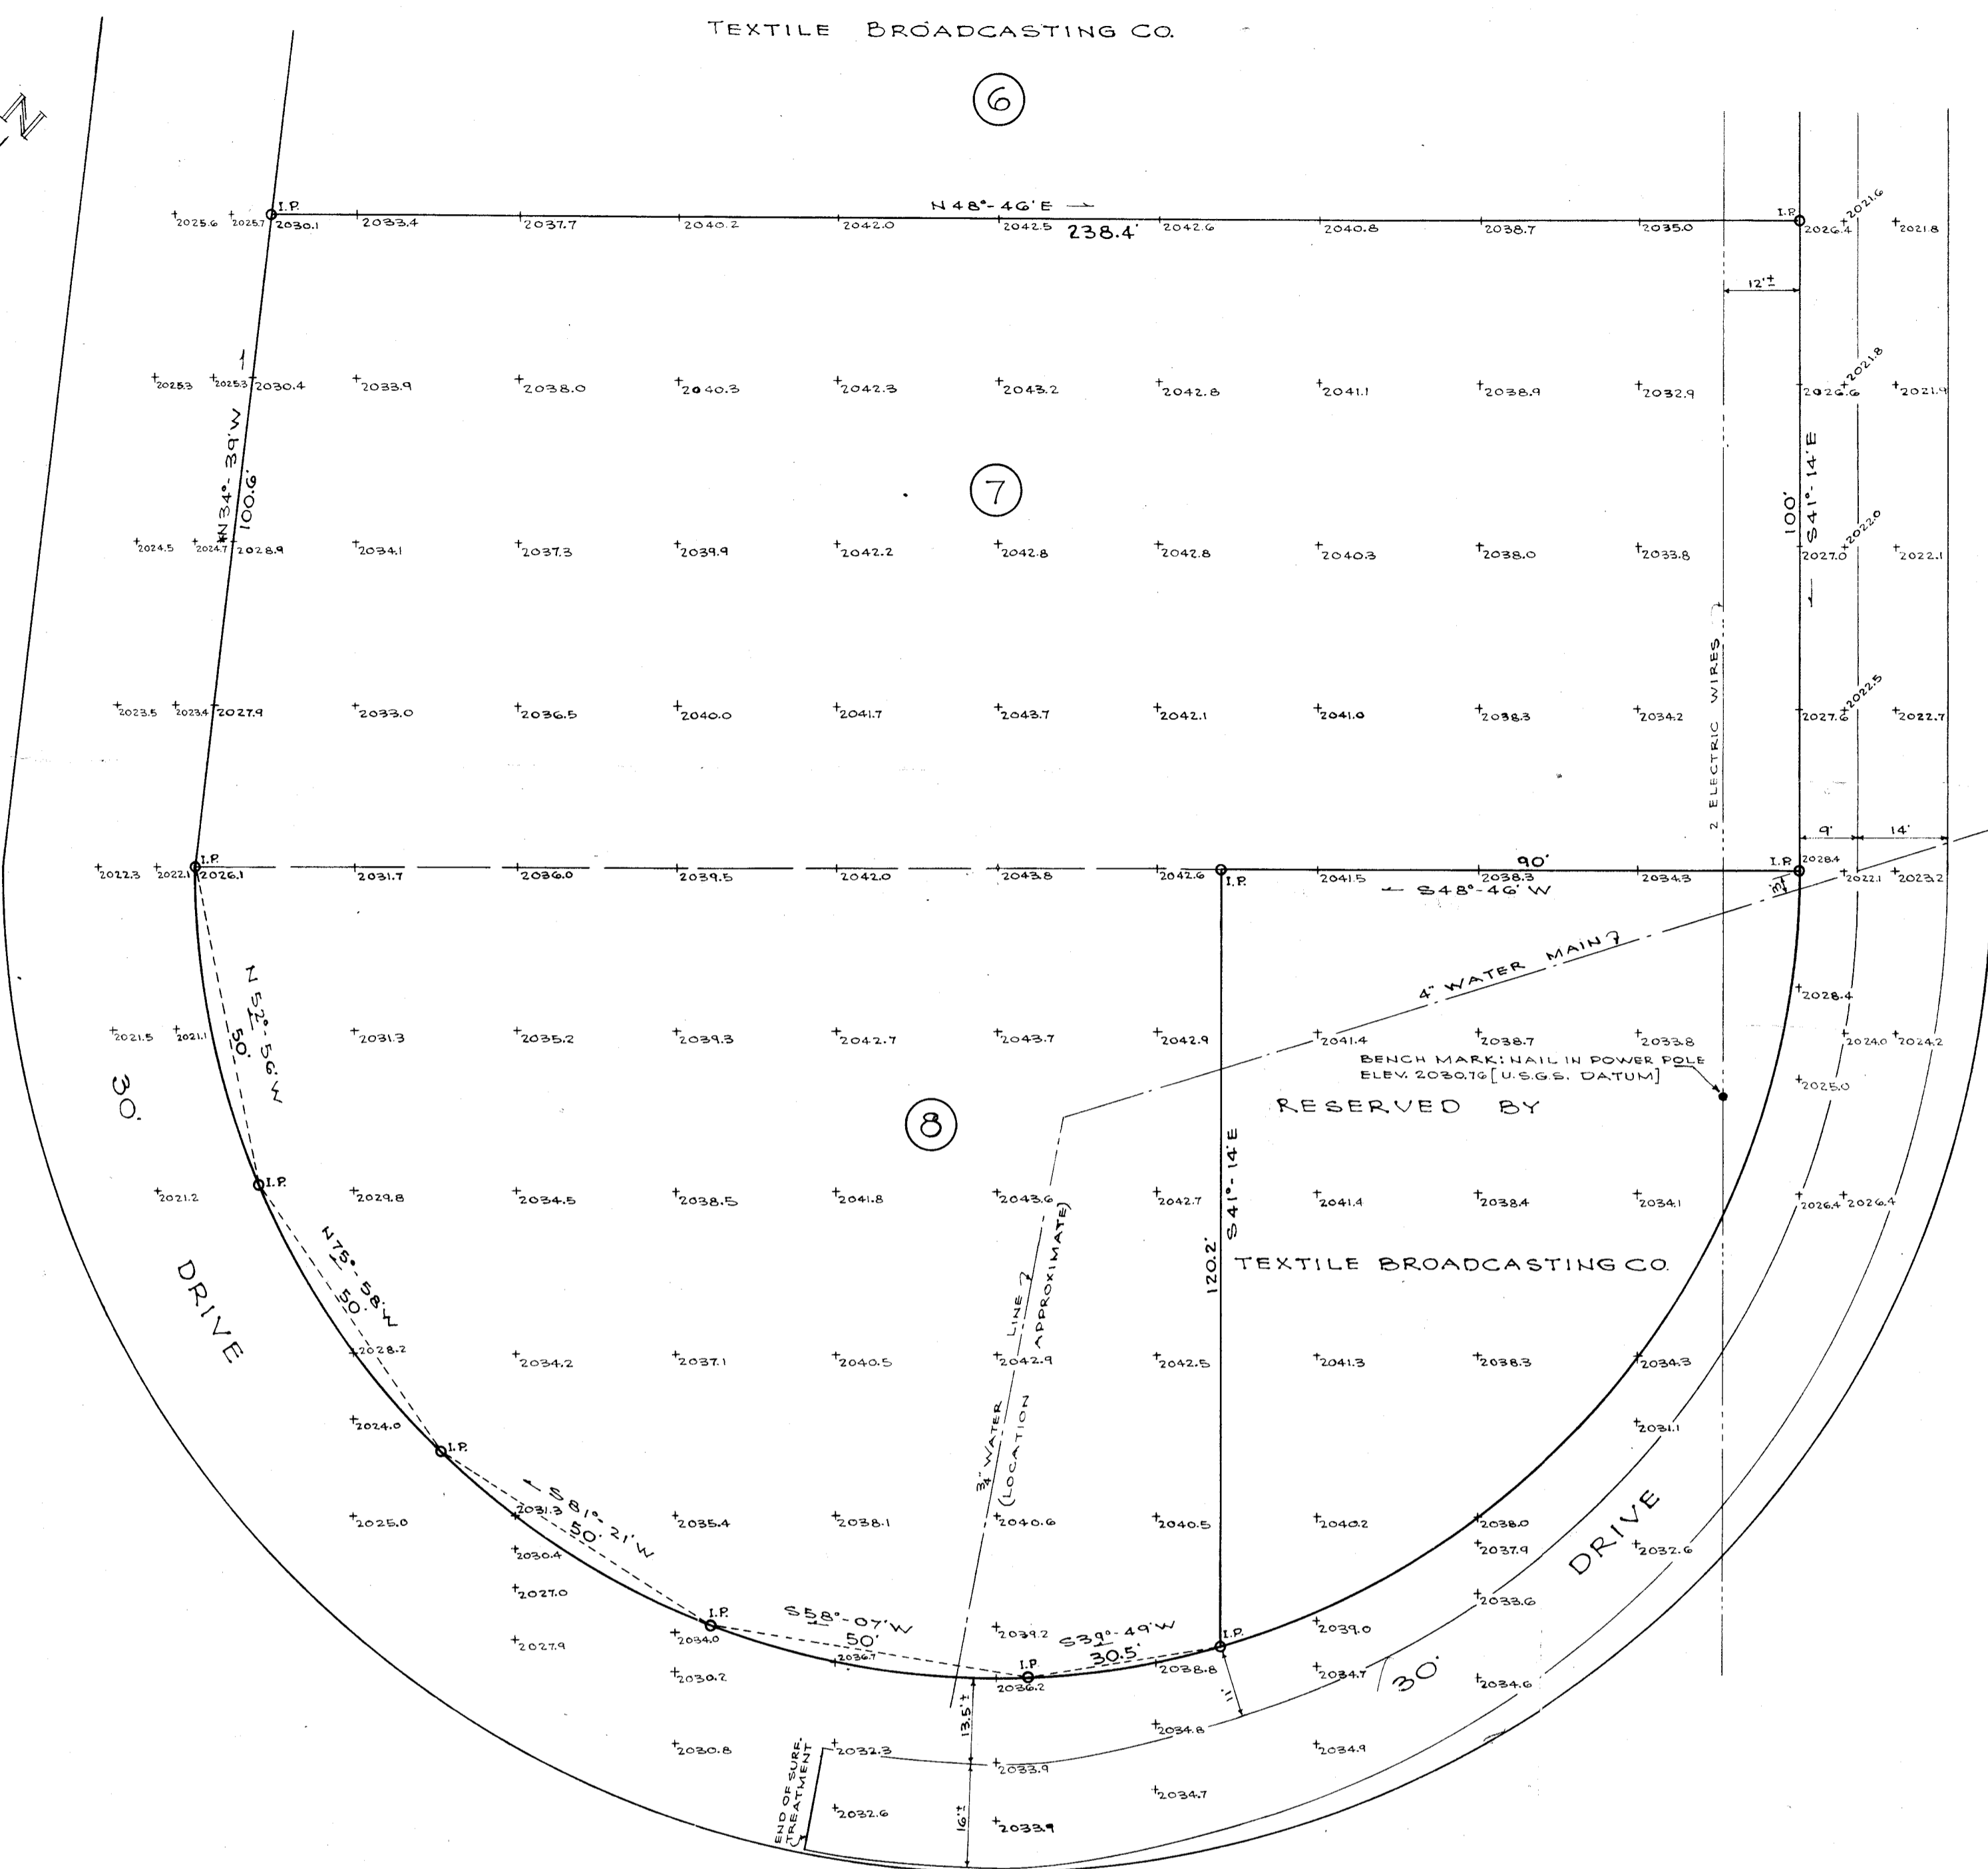 TEXTILE BROADCASTING CO.
N
6
I.P.
N 48°-46' E
238.4'
I.P.
2025.6 2025.7 2030.1 2033.4 2037.7 2040.2 2042.0 2042.5 2042.6 2040.8 2038.7 2035.0 2026.4 2021.6 2021.8
12'±
2025.3 2025.3 2030.4 2033.9 2038.0 2040.3 2042.3 2043.2 2042.8 2041.1 2038.9 2032.9 2026.6 2021.8 2021.9
N 34°-39' W
100.6'
7
100'
S 41°-14' E
2024.5 2024.7 2028.9 2034.1 2037.3 2039.9 2042.2 2042.8 2042.8 2040.3 2038.0 2033.8 2027.0 2022.0 2022.1
2 ELECTRIC WIRES
2023.5 2023.4 2027.9 2033.0 2036.5 2040.0 2041.7 2043.7 2042.1 2041.0 2038.3 2034.2 2027.6 2022.5 2022.7
9' 14'
I.P.
90'
I.P. 2028.4
2022.3 2022.1 2026.1 2031.7 2036.0 2039.5 2042.0 2043.8 2042.6 I.P. 2041.5 2038.3 2034.3 2022.1 2023.2
S 48°-46' W
3'±
4" WATER MAIN
N 52°-56' W
50'
2028.4
2021.5 2021.1 2031.3 2035.2 2039.3 2042.7 2043.7 2042.9 2041.4 2038.7 2033.8 2024.0 2024.2
BENCH MARK: NAIL IN POWER POLE
ELEV. 2030.76 [U.S.G.S. DATUM]
2025.0
30'
8
RESERVED BY
S 41°-14' E
120.2'
I.P.
2021.2 2029.8 2034.5 2038.5 2041.8 2043.6 2042.7 2041.4 2038.4 2034.1 2026.4 2026.4
TEXTILE BROADCASTING CO.
N 75°-58' W
50'
DRIVE
3/4" WATER LINE
(LOCATION APPROXIMATE)
2028.2 2034.2 2037.1 2040.5 2042.9 2042.5 2041.3 2038.3 2034.3
2024.0 2031.1
I.P.
S 81°-21' W
50'
2025.0 2031.3 2035.4 2038.1 2040.6 2040.5 2040.2 2038.0
2030.4 2037.9 2032.6
DRIVE
2027.0 2033.6
I.P.
S 58°-07' W
50'
S 39°-49' W
30.5'
2027.9 2034.0 2039.2 I.P. 2039.0
2030.2 2036.7 I.P. 2036.2 2038.8 2034.7 2034.6
30'
11'
13.5'±
2034.8
2030.8 2032.3 2033.9 2034.9
END OF SURF.
TREATMENT
2034.7
2032.6 2033.9
16'±